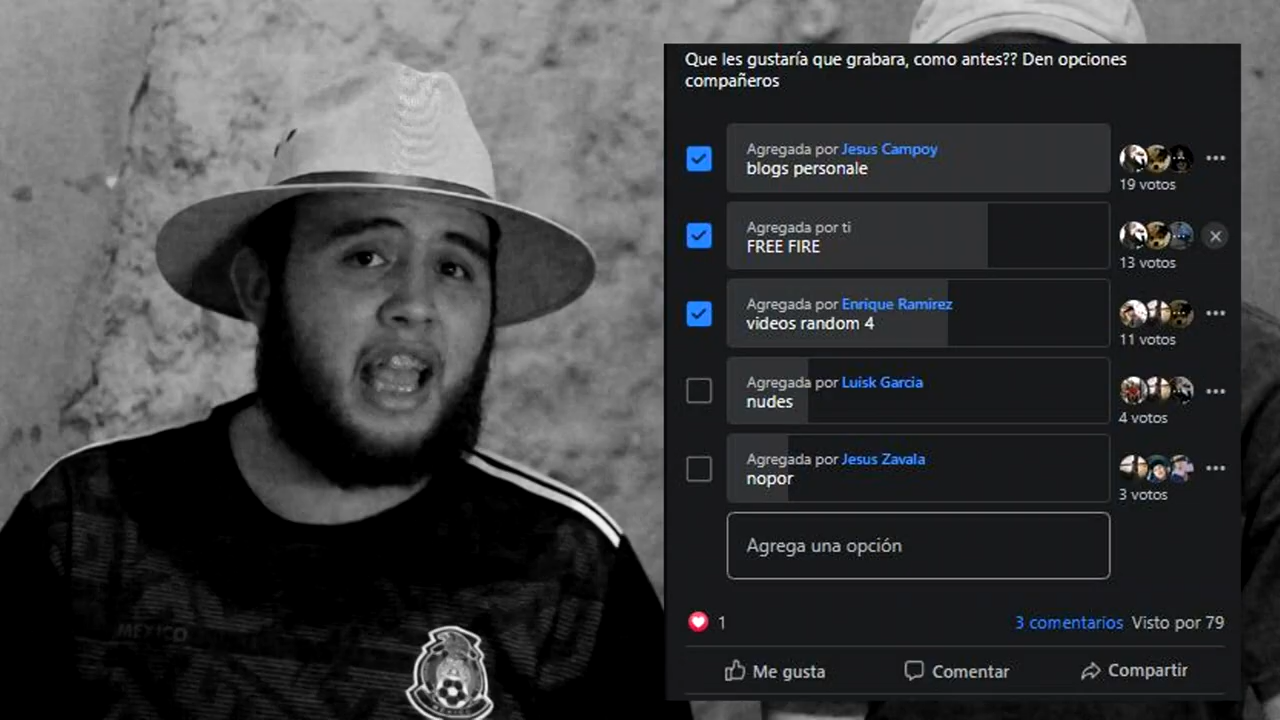 Que les gustaría que grabara, como antes?? Den opciones
compañeros
Agregada por Jesus Campoy
blogs personale
19 votos
Agregada por ti
FREE FIRE
13 votos
Agregada por Enrique Ramirez
videos random 4
11 votos
Agregada por Luisk Garcia
nudes
4 votos
Agregada por Jesus Zavala
nopor
3 votos
Agrega una opción
1
3 comentarios Visto por 79
Me gusta
Comentar
Compartir
MEXICO
MEXICO